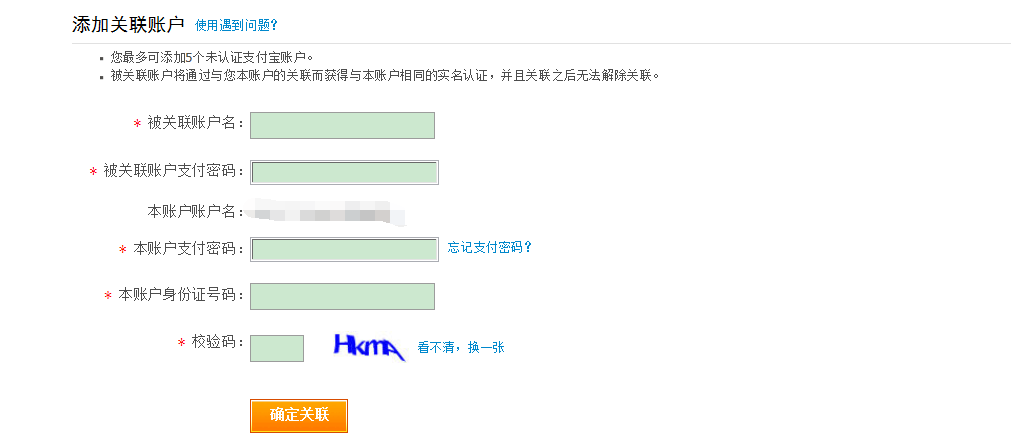 添加关联账户 使用遇到问题?
您最多可添加5个未认证支付宝账户。
被关联账户将通过与您本账户的关联而获得与本账户相同的实名认证，并且关联之后无法解除关联。
* 被关联账户名：
* 被关联账户支付密码：
本账户账户名：
* 本账户支付密码： 忘记支付密码?
* 本账户身份证号码：
* 校验码： HkmA 看不清，换一张
确定关联